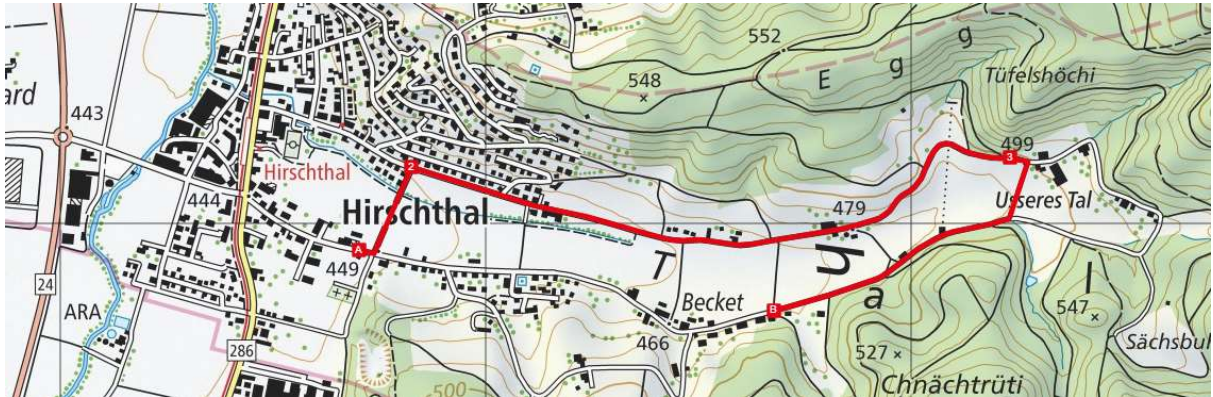 552
g
548
E
g
Tüfelshöchi
ard
443
2
499
3
Hirschthal
444
Hirschthal
479
Usseres Tal
A
449
T
h
24
++
Becket
B
a
l
547
ARA
286
466
527
Sächsbuh
500
Chnächtrüti